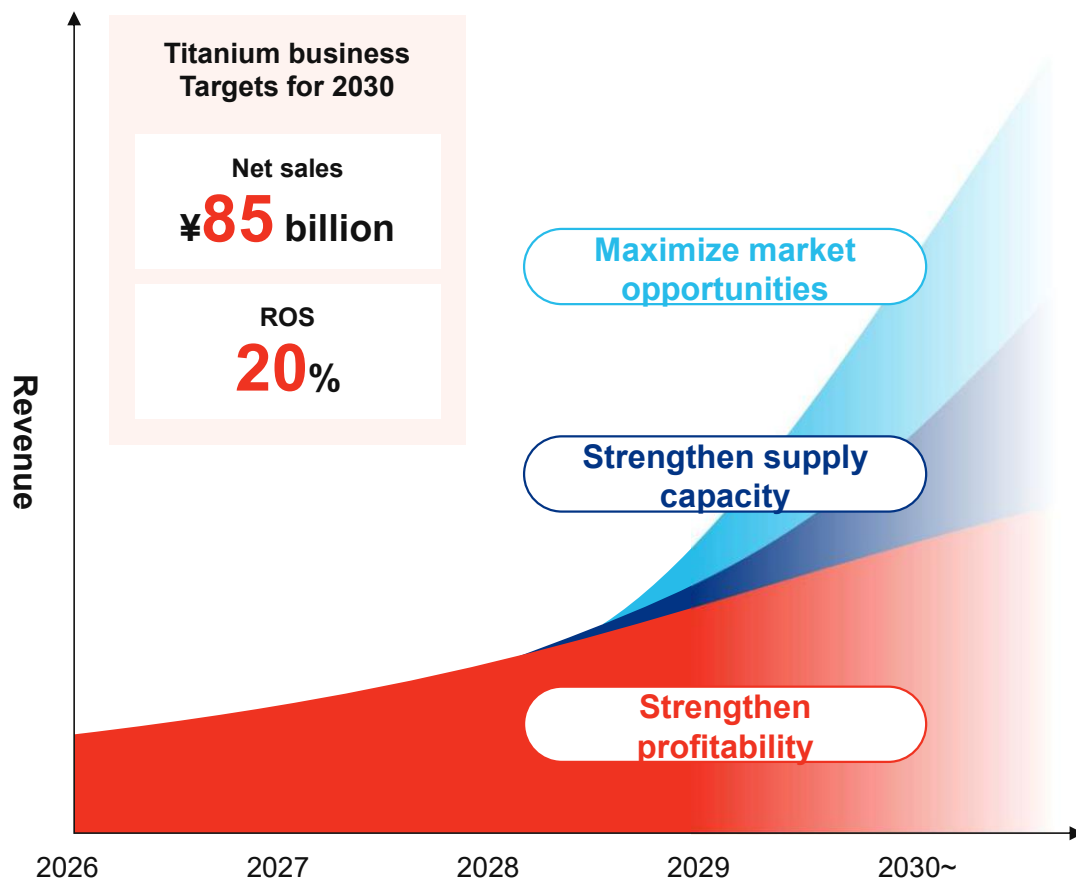 Titanium business
Targets for 2030
Net sales
¥85 billion
ROS
20%
Maximize market
opportunities
Strengthen supply
capacity
Strengthen
profitability
Revenue
2026
2027
2028
2029
2030~